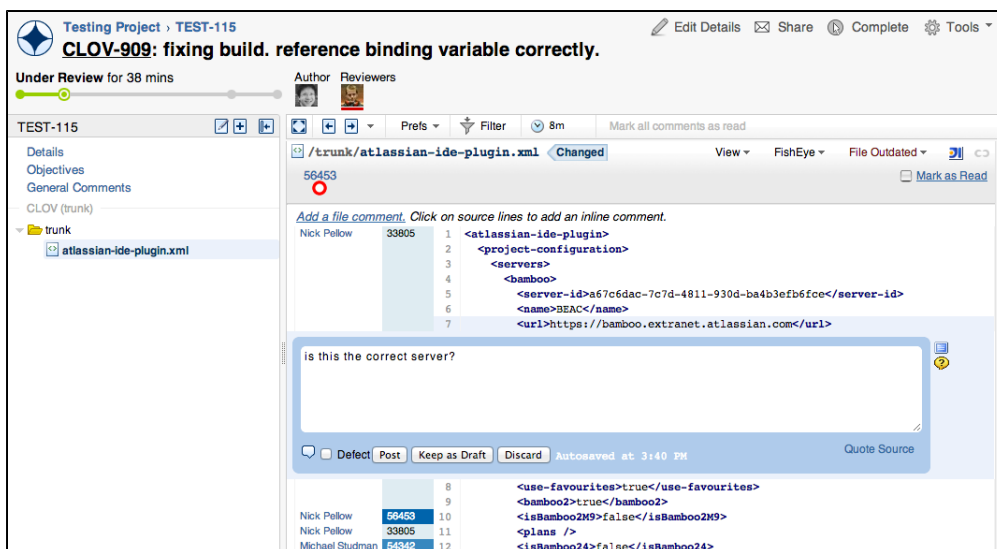 Testing Project › TEST-115
Edit Details Share Complete Tools
CLOV-909: fixing build. reference binding variable correctly.
Under Review for 38 mins
Author Reviewers
TEST-115
Prefs Filter 8m Mark all comments as read
Details
Objectives
General Comments
CLOV (trunk)
trunk
atlassian-ide-plugin.xml
/trunk/atlassian-ide-plugin.xml Changed View FishEye File Outdated
56453
Mark as Read
Add a file comment. Click on source lines to add an inline comment.
Nick Pellow 33805 1 <atlassian-ide-plugin>
2 <project-configuration>
3 <servers>
4 <bamboo>
5 <server-id>a67c6dac-7c7d-4811-930d-ba4b3efb6fce</server-id>
6 <name>BEAC</name>
7 <url>https://bamboo.extranet.atlassian.com</url>
is this the correct server?
Defect Post Keep as Draft Discard Autosaved at 3:40 PM Quote Source
8 <use-favourites>true</use-favourites>
9 <bamboo2>true</bamboo2>
Nick Pellow 56453 10 <isBamboo2M9>false</isBamboo2M9>
Nick Pellow 33805 11 <plans />
Michael Studman 54342 12 <isBamboo24>false</isBamboo24>